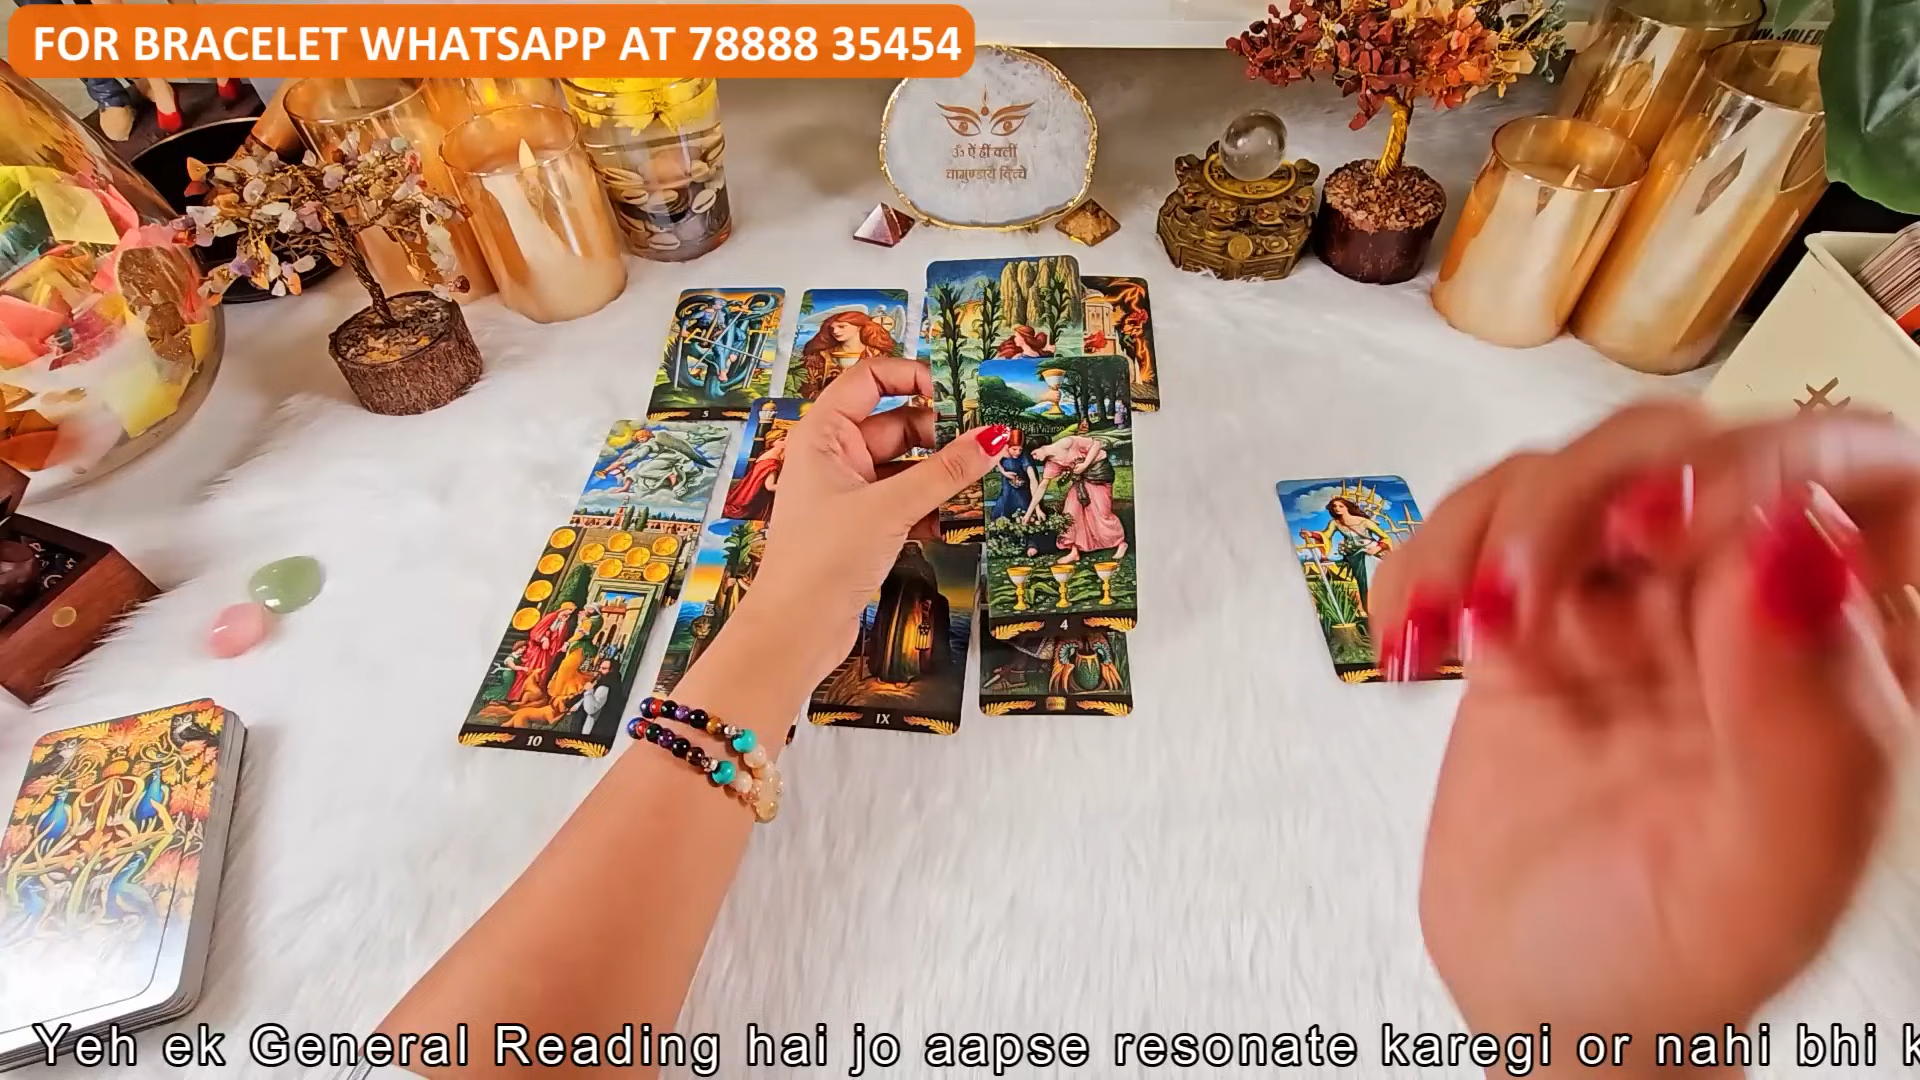 FOR BRACELET WHATSAPP AT 78888 35454
ॐ ऐं ह्रीं क्लीं
चामुण्डायै विच्चे
5
4
IX
10
Yeh ek General Reading hai jo aapse resonate karegi or nahi bhi